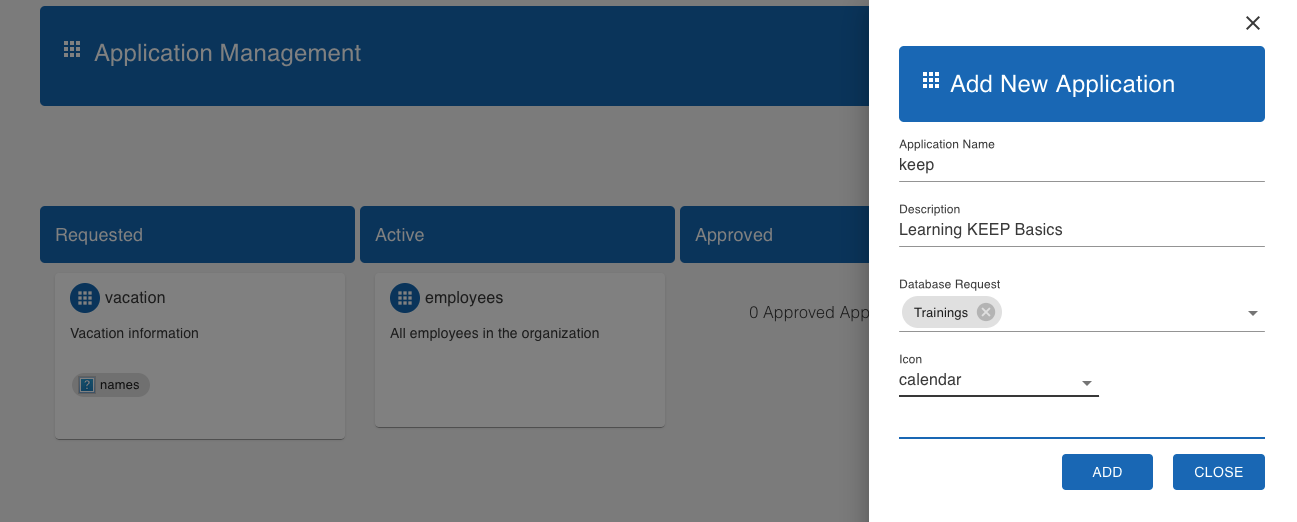 Application Management
Requested
Active
Approved
vacation
Vacation information
names
employees
All employees in the organization
0 Approved App
Add New Application
Application Name
keep
Description
Learning KEEP Basics
Database Request
Trainings
Icon
calendar
ADD
CLOSE